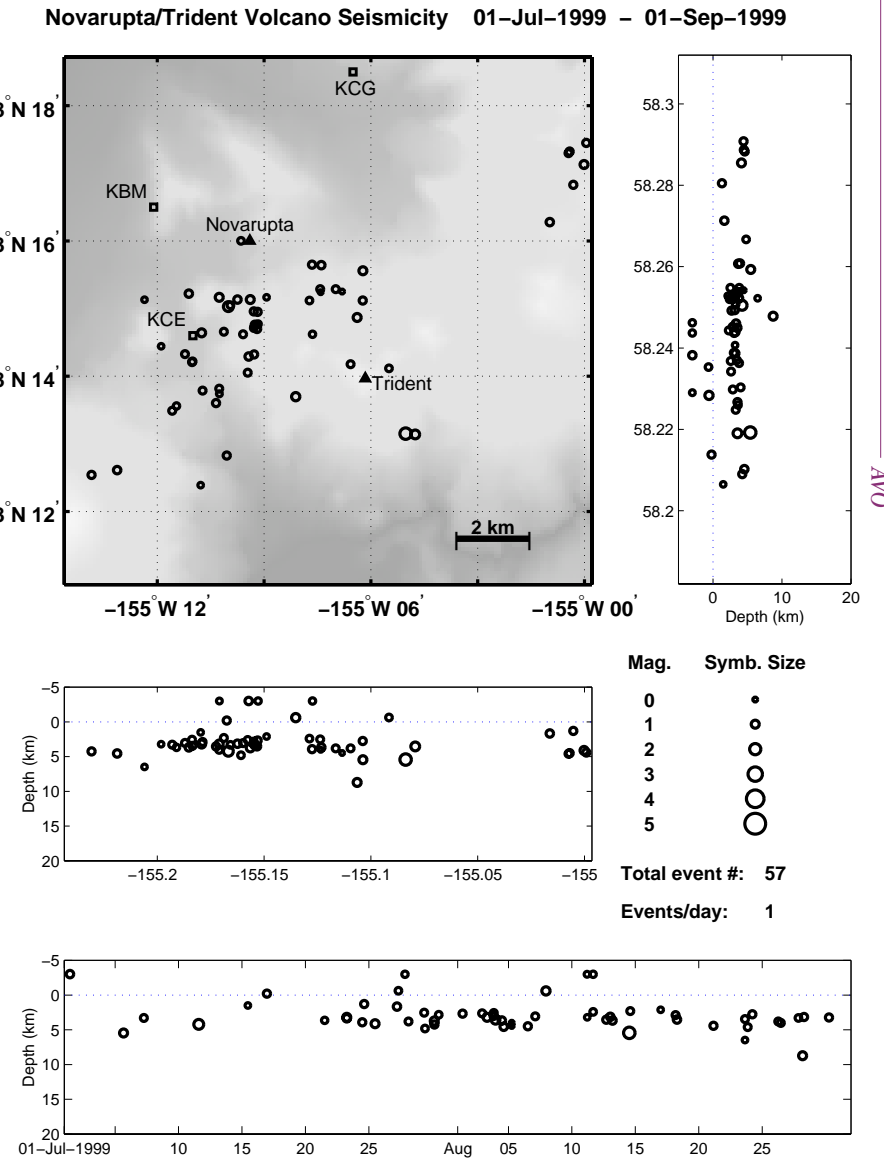 Novarupta/Trident Volcano Seismicity 01–Jul–1999 – 01–Sep–1999
KCG
8°N 18'
58.3
KBM
58.28
Novarupta
8°N 16'
58.26
KCE
58.24
8°N 14'
Trident
58.22
AVO
8°N 12'
2 km
58.2
–155°W 12' –155°W 06' –155°W 00'
0 10 20
Depth (km)
Mag. Symb. Size
0
1
2
3
4
5
Total event #: 57
Events/day: 1
–5
0
5
10
15
20
Depth (km)
–155.2 –155.15 –155.1 –155.05 –155
–5
0
5
10
15
20
Depth (km)
01–Jul–1999 10 15 20 25 Aug 05 10 15 20 25